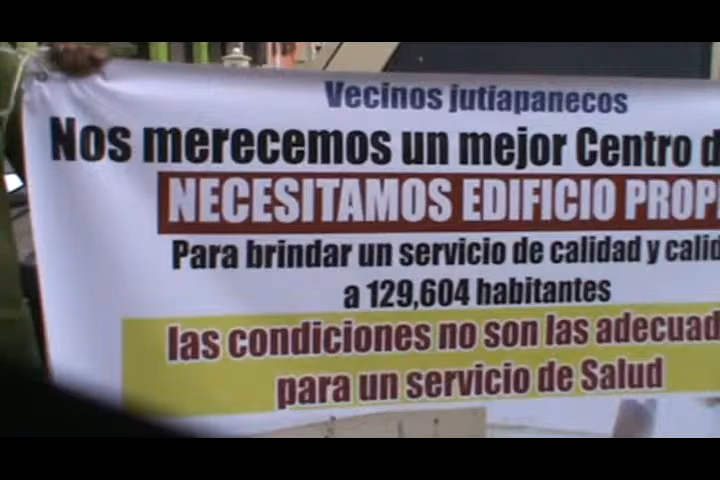 Vecinos jutiapanecos
Nos merecemos un mejor Centro d
NECESITAMOS EDIFICIO PROPI
Para brindar un servicio de calidad y calid
a 129,604 habitantes
las condiciones no son las adecuad
para un servicio de Salud